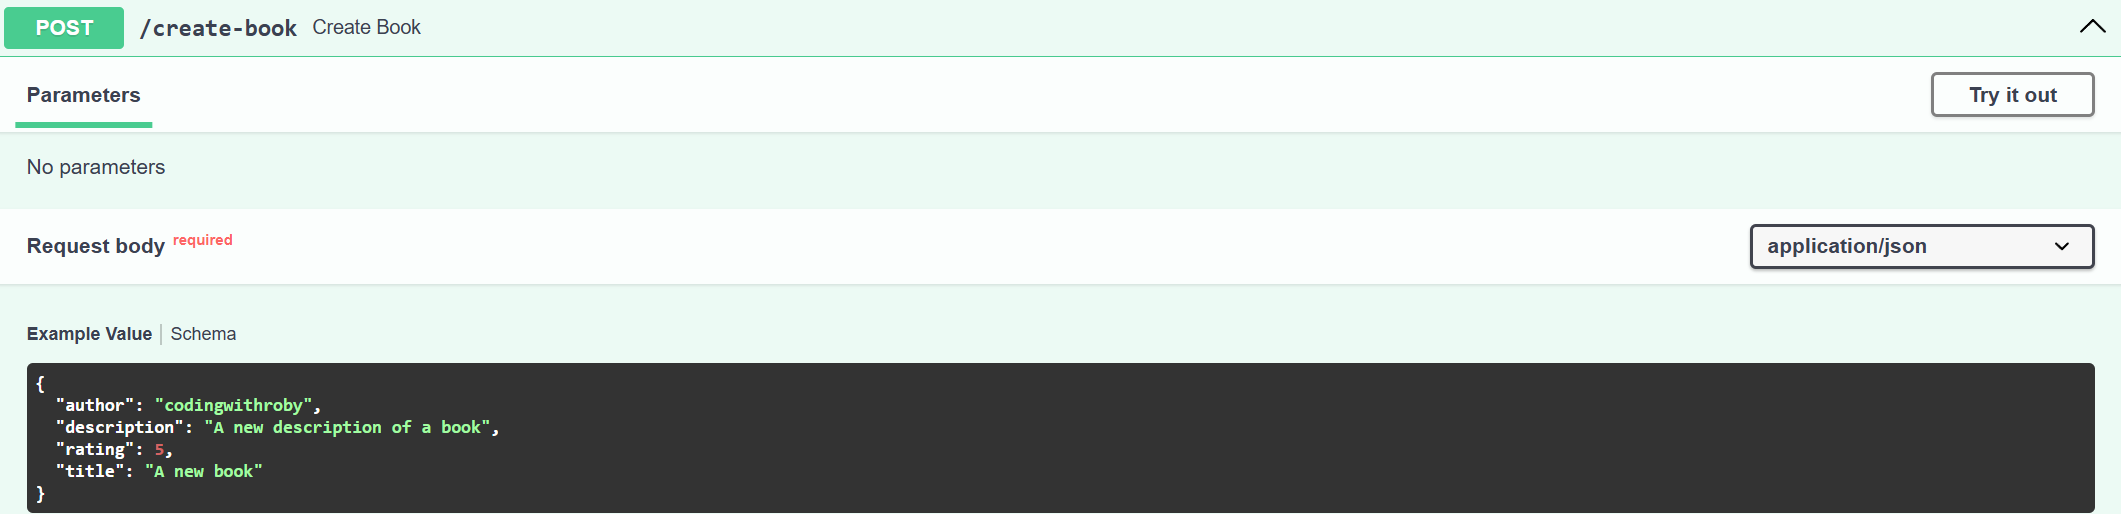 POST /create-book Create Book
Parameters Try it out
No parameters
Request body required application/json
Example Value | Schema
{
  "author": "codingwithroby",
  "description": "A new description of a book",
  "rating": 5,
  "title": "A new book"
}